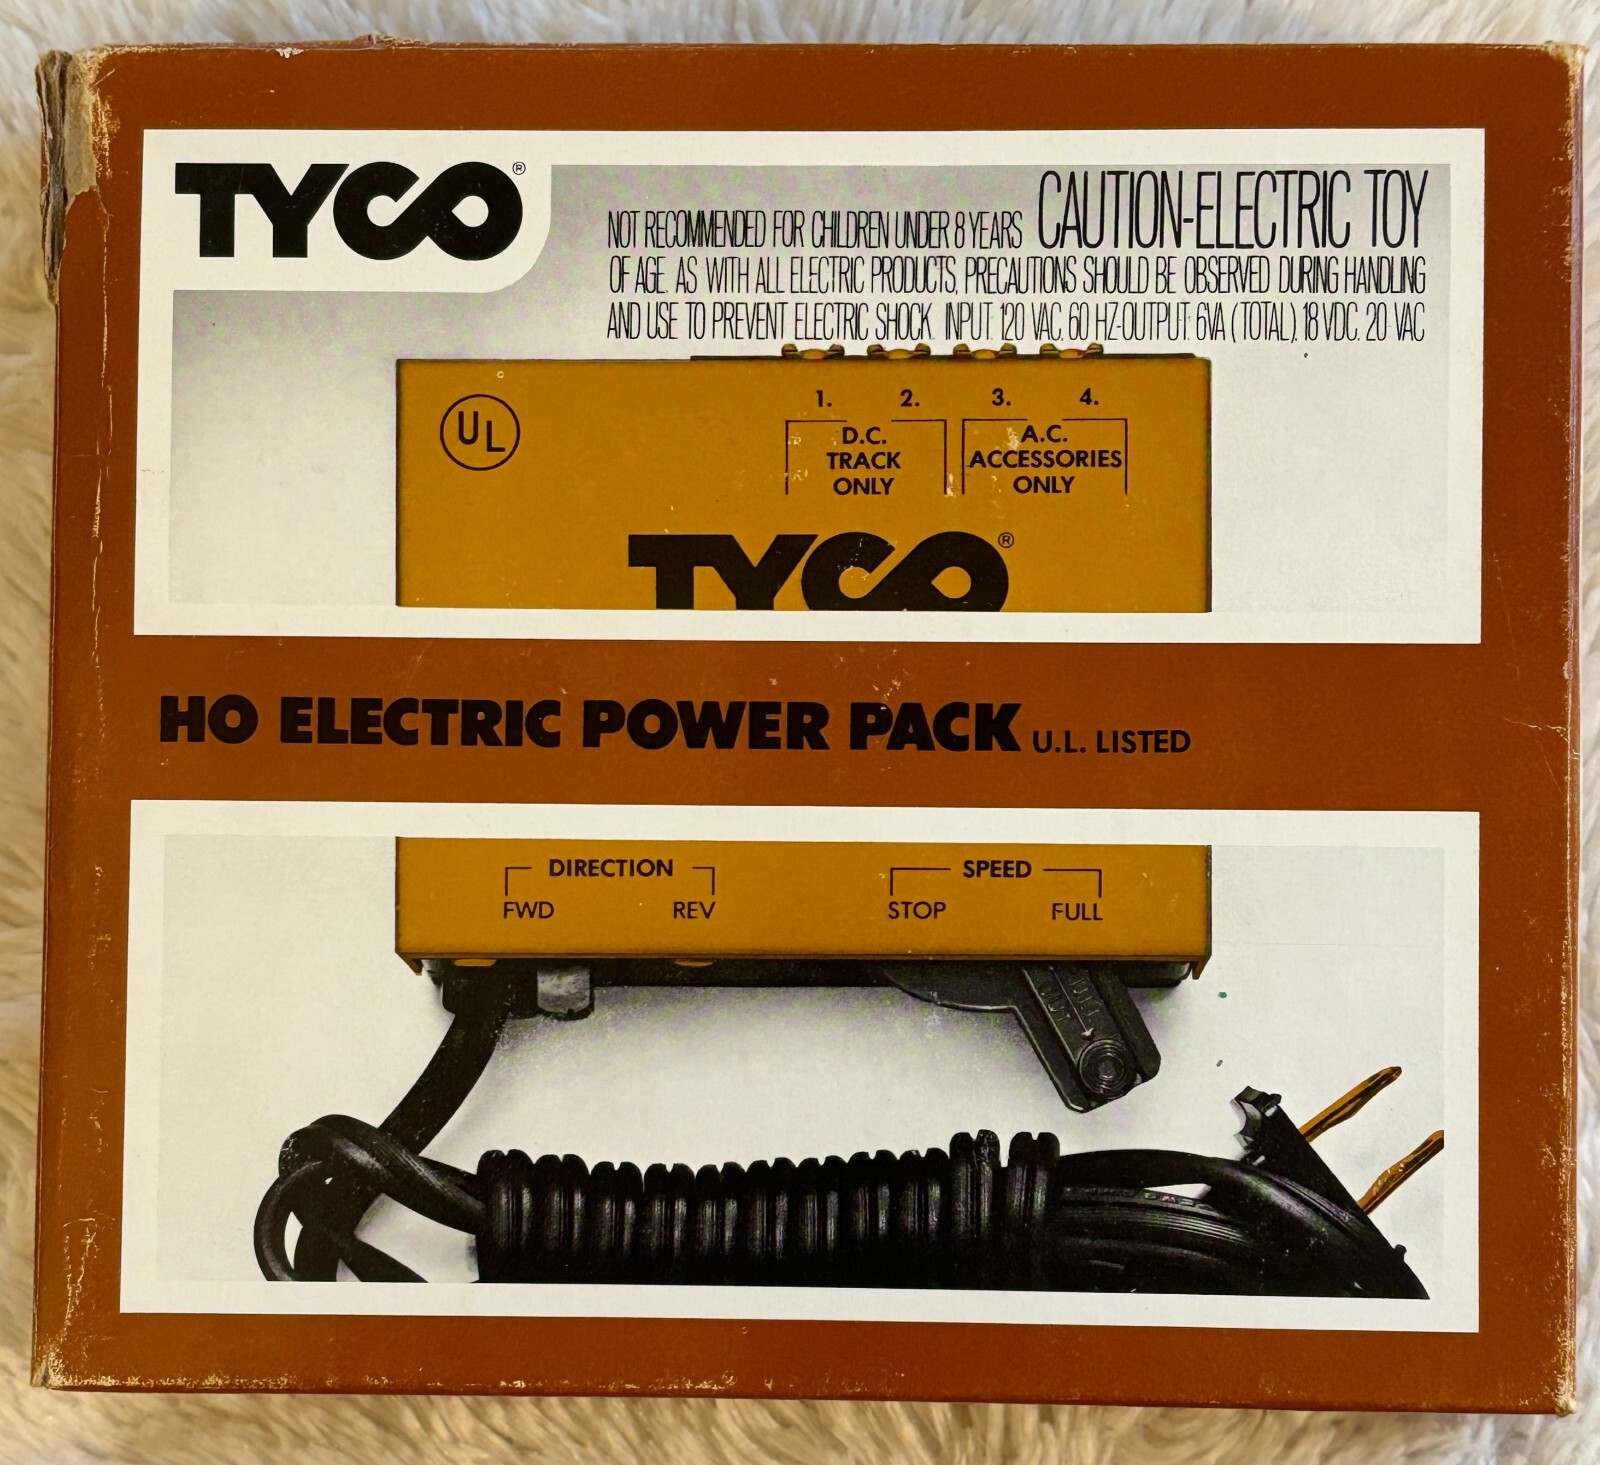 TYCO®
CAUTION-ELECTRIC TOY
NOT RECOMMENDED FOR CHILDREN UNDER 8 YEARS
OF AGE. AS WITH ALL ELECTRIC PRODUCTS, PRECAUTIONS SHOULD BE OBSERVED DURING HANDLING
AND USE TO PREVENT ELECTRIC SHOCK. INPUT: 120 VAC, 60 HZ-OUTPUT: 6VA (TOTAL), 18 VDC, 20 VAC
UL
1. 2. 3. 4.
D.C. A.C.
TRACK ACCESSORIES
ONLY ONLY
TYCO®
HO ELECTRIC POWER PACK U.L. LISTED
DIRECTION SPEED
FWD REV STOP FULL